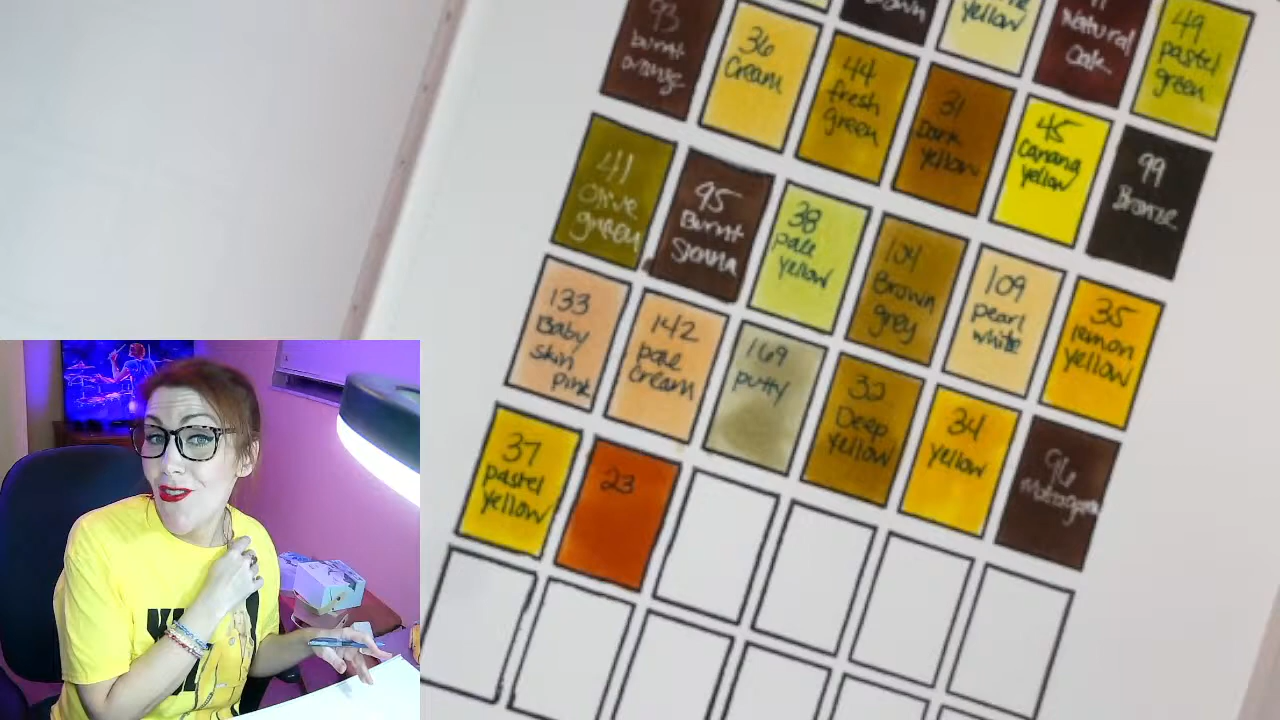 93
burnt
orange
36
Cream
44
fresh
green
31
Dark
yellow
yellow
45
Canana
yellow
Natural
Oak
99
Bronze
49
pastel
green
41
Olive
green
95
Burnt
Sienna
38
pale
yellow
104
Brown
grey
109
pearl
white
35
lemon
yellow
133
Baby
skin
pink
142
pale
cream
169
putty
32
Deep
yellow
34
yellow
96
37
pastel
yellow
23